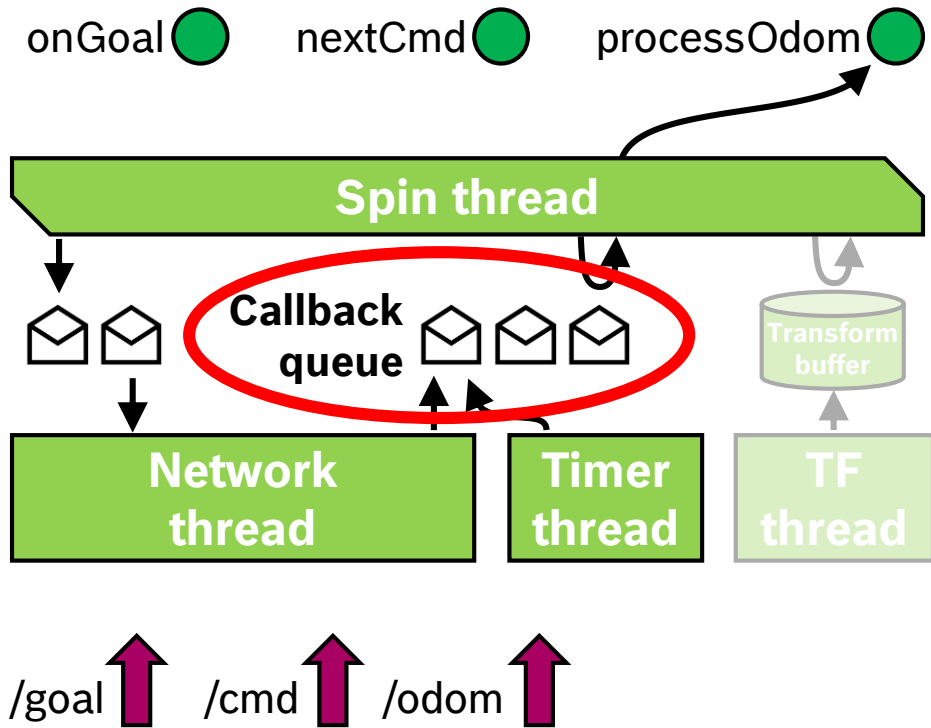 onGoal
nextCmd
processOdom
Spin thread
Callback
queue
Transform
buffer
Network
thread
Timer
thread
TF
thread
/goal
/cmd
/odom